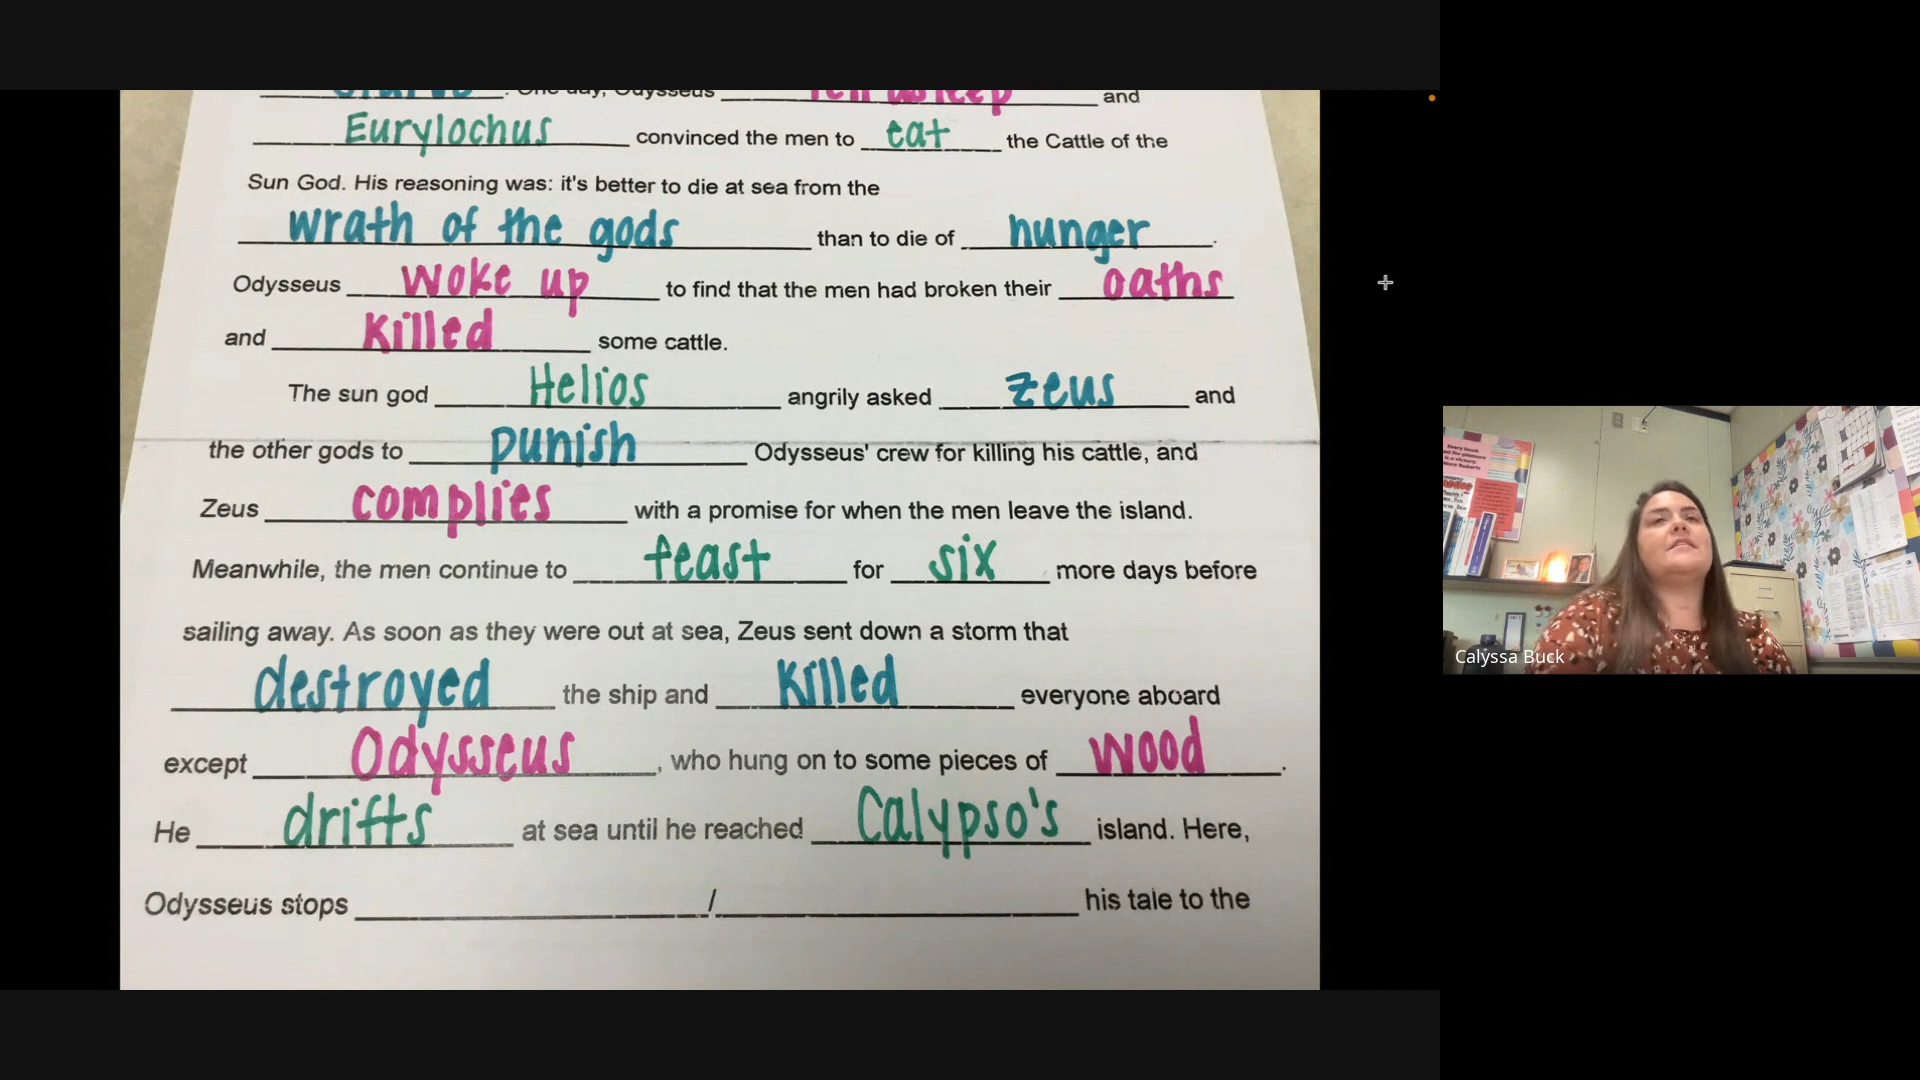 starve. One day, Odysseus fell asleep and
Eurylochus convinced the men to eat the Cattle of the
Sun God. His reasoning was: it's better to die at sea from the
wrath of the gods than to die of hunger.
Odysseus woke up to find that the men had broken their oaths
and killed some cattle.
The sun god Helios angrily asked zeus and
the other gods to punish Odysseus' crew for killing his cattle, and
Zeus complies with a promise for when the men leave the island.
Meanwhile, the men continue to feast for six more days before
sailing away. As soon as they were out at sea, Zeus sent down a storm that
destroyed the ship and killed everyone aboard
except Odysseus, who hung on to some pieces of wood.
He drifts at sea until he reached Calypso's island. Here,
Odysseus stops / his tale to the
Calyssa Buck